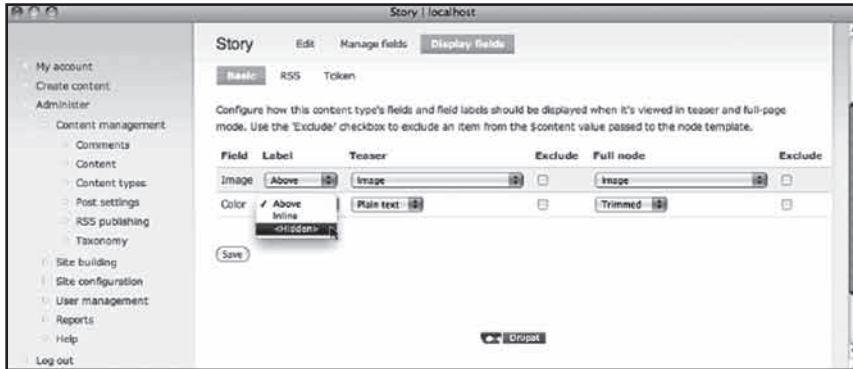 Story | localhost
My account
Create content
Administer
Content management
Comments
Content
Content types
Post settings
RSS publishing
Taxonomy
Site building
Site configuration
User management
Reports
Help
Log out
Story Edit Manage fields Display fields
Basic RSS Token
Configure how this content type's fields and field labels should be displayed when it's viewed in teaser and full-page
mode. Use the 'Exclude' checkbox to exclude an item from the $content value passed to the node template.
Field Label Teaser Exclude Full node Exclude
Image Above Image Image
Color Above Plain text Trimmed
Inline
<Hidden>
Save
Drupal